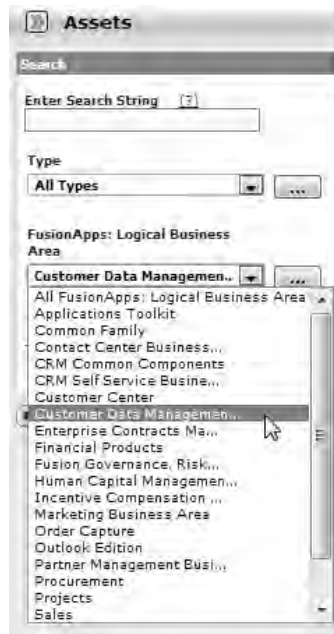 Assets
Search
Enter Search String [?]
Type
All Types
...
FusionApps: Logical Business
Area
Customer Data Managemen..
...
All FusionApps: Logical Business Area
Applications Toolkit
Common Family
Contact Center Business...
CRM Common Components
CRM Self Service Busine...
Customer Center
Customer Data Managemen...
Enterprise Contracts Ma...
Financial Products
Fusion Governance, Risk...
Human Capital Managemen...
Incentive Compensation ...
Marketing Business Area
Order Capture
Outlook Edition
Partner Management Busi...
Procurement
Projects
Sales